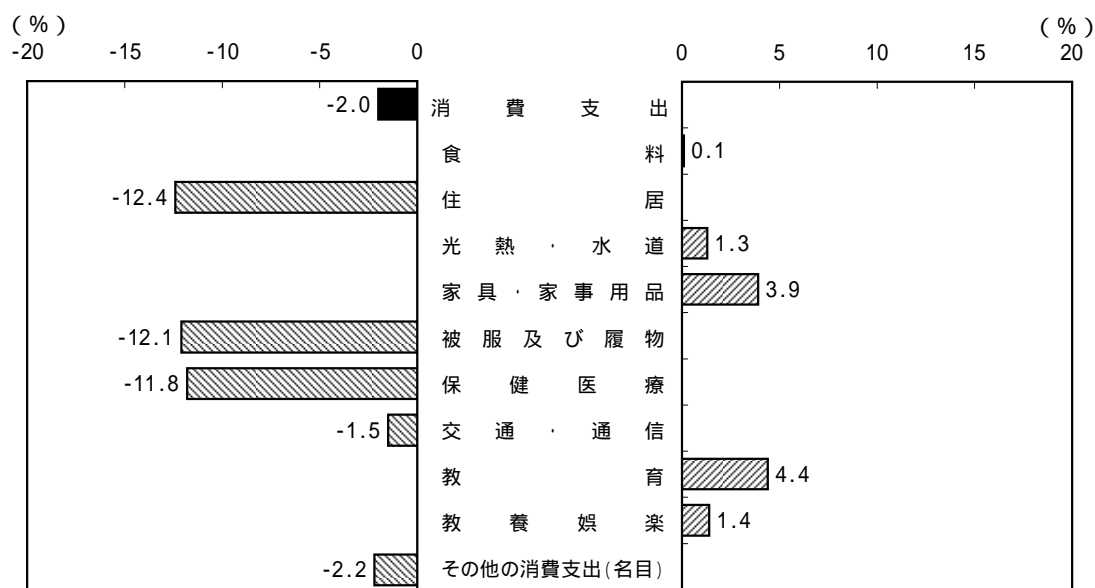 (%) (%)
-20 -15 -10 -5 0 0 5 10 15 20
-2.0 消費支出
食料 0.1
-12.4 住居
光熱・水道 1.3
家具・家事用品 3.9
-12.1 被服及び履物
-11.8 保健医療
-1.5 交通・通信
教育 4.4
教養娯楽 1.4
-2.2 その他の消費支出(名目)